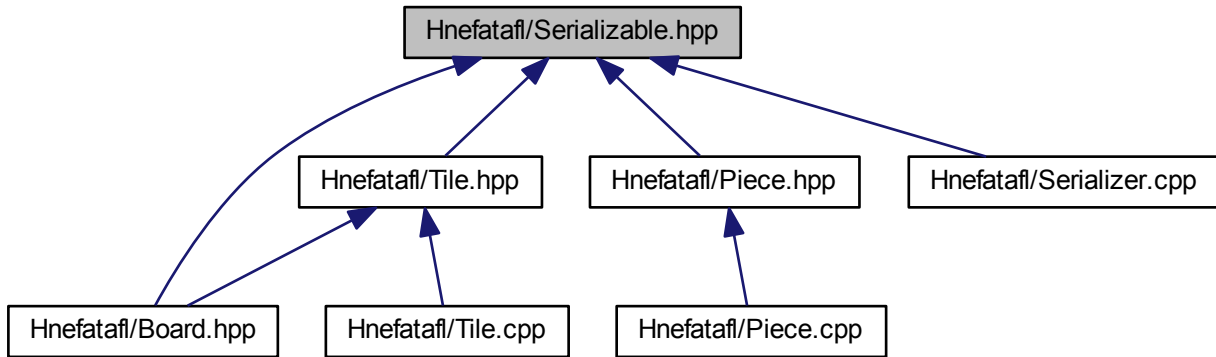 Hnefatafl/Serializable.hpp
Hnefatafl/Tile.hpp
Hnefatafl/Piece.hpp
Hnefatafl/Serializer.cpp
Hnefatafl/Board.hpp
Hnefatafl/Tile.cpp
Hnefatafl/Piece.cpp